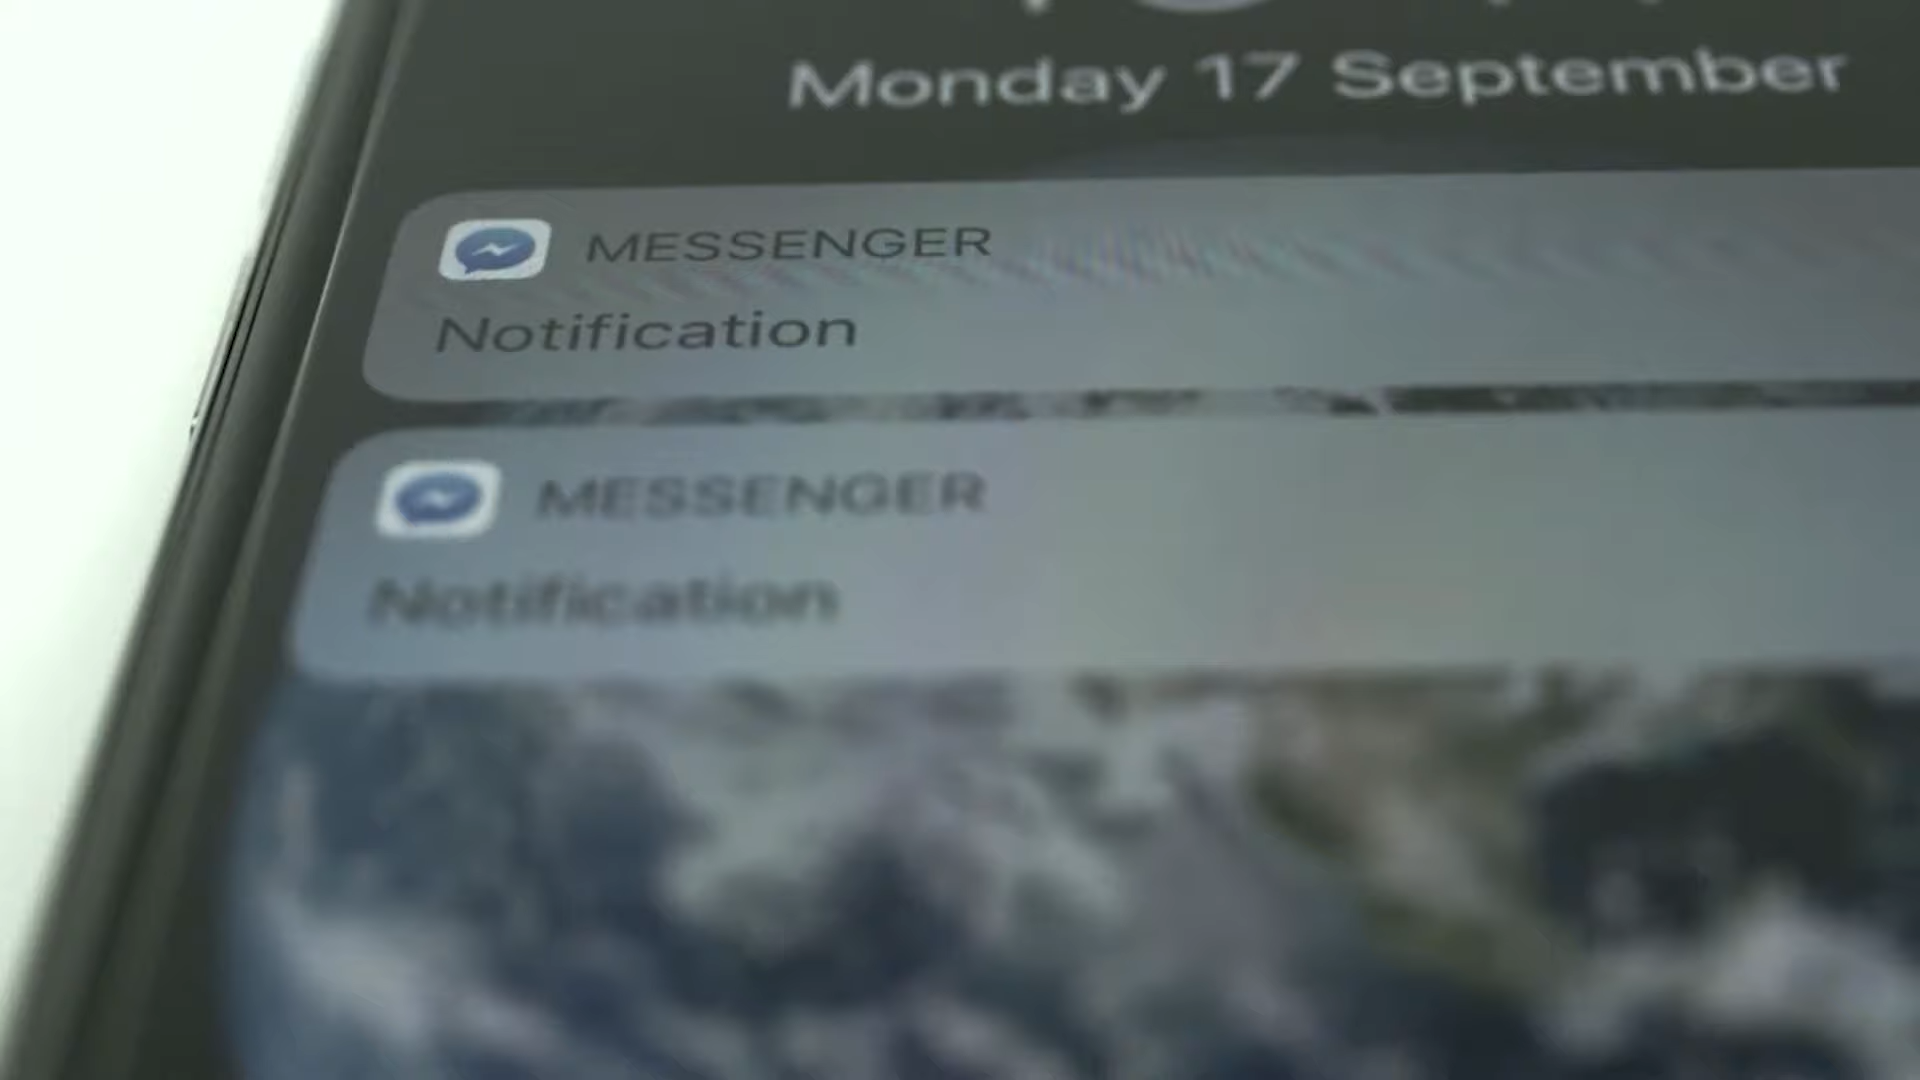 Monday 17 September
MESSENGER
Notification
MESSENGER
Notification